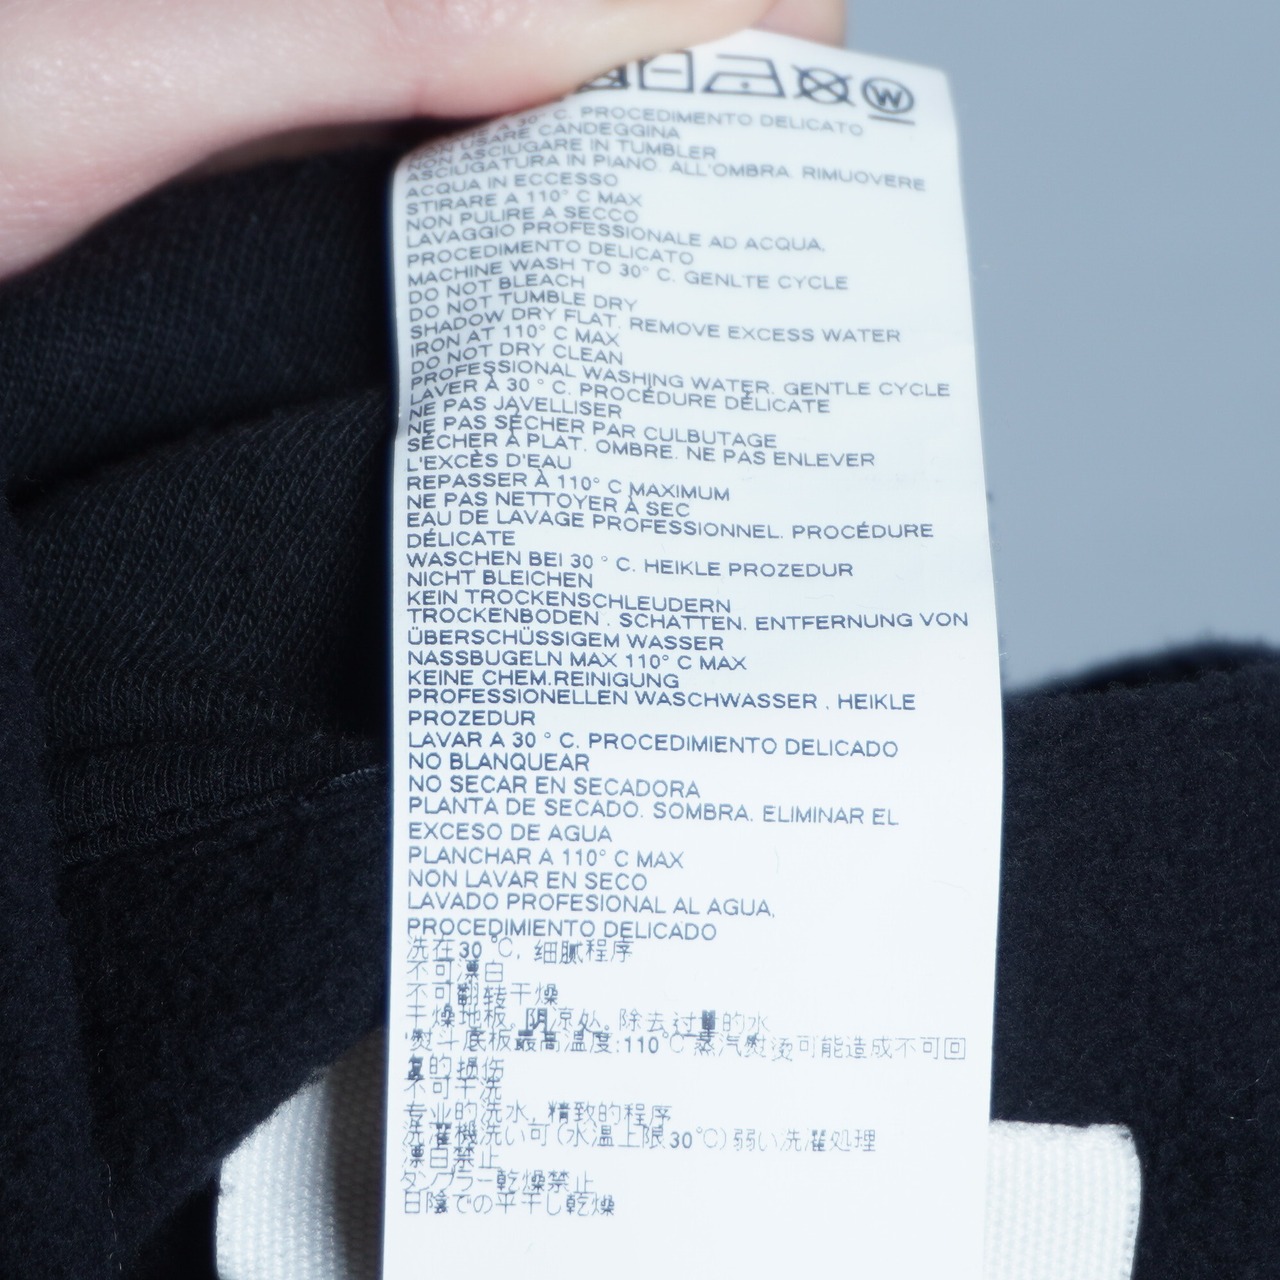 W
A 30° C. PROCEDIMENTO DELICATO
NON USARE CANDEGGINA
NON ASCIUGARE IN TUMBLER
ASCIUGATURA IN PIANO. ALL'OMBRA. RIMUOVERE
ACQUA IN ECCESSO
STIRARE A 110° C MAX
NON PULIRE A SECCO
LAVAGGIO PROFESSIONALE AD ACQUA,
PROCEDIMENTO DELICATO
MACHINE WASH TO 30° C. GENLTE CYCLE
DO NOT BLEACH
DO NOT TUMBLE DRY
SHADOW DRY FLAT. REMOVE EXCESS WATER
IRON AT 110° C MAX
DO NOT DRY CLEAN
PROFESSIONAL WASHING WATER. GENTLE CYCLE
LAVER À 30 ° C. PROCÉDURE DÉLICATE
NE PAS JAVELLISER
NE PAS SÉCHER PAR CULBUTAGE
SÉCHER À PLAT. OMBRE. NE PAS ENLEVER
L'EXCÈS D'EAU
REPASSER À 110° C MAXIMUM
NE PAS NETTOYER À SEC
EAU DE LAVAGE PROFESSIONNEL. PROCÉDURE
DÉLICATE
WASCHEN BEI 30 ° C. HEIKLE PROZEDUR
NICHT BLEICHEN
KEIN TROCKENSCHLEUDERN
TROCKENBODEN . SCHATTEN. ENTFERNUNG VON
ÜBERSCHÜSSIGEM WASSER
NASSBUGELN MAX 110° C MAX
KEINE CHEM.REINIGUNG
PROFESSIONELLEN WASCHWASSER . HEIKLE
PROZEDUR
LAVAR A 30 ° C. PROCEDIMIENTO DELICADO
NO BLANQUEAR
NO SECAR EN SECADORA
PLANTA DE SECADO. SOMBRA. ELIMINAR EL
EXCESO DE AGUA
PLANCHAR A 110° C MAX
NON LAVAR EN SECO
LAVADO PROFESIONAL AL AGUA,
PROCEDIMIENTO DELICADO
洗在30℃, 细腻程序
不可漂白
不可翻转干燥
干燥地板。阴凉处。除去过量的水
熨斗底板最高温度:110℃蒸汽熨烫可能造成不可回
复的损伤
不可干洗
专业的洗水, 精致的程序
洗濯機洗い可(水温上限30℃)弱い洗濯処理
漂白禁止
タンブラー乾燥禁止
日陰での平干し乾燥